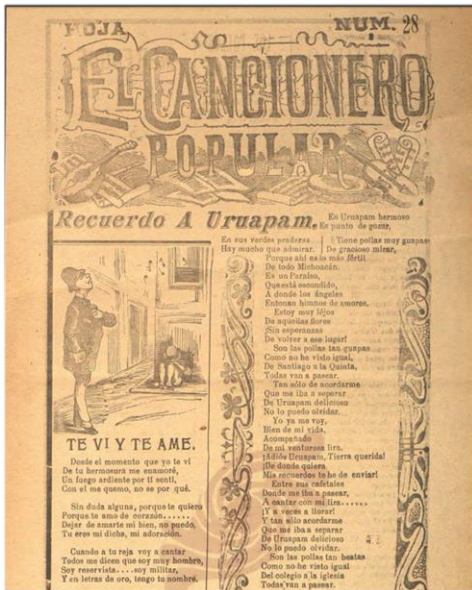 HOJA NUM. 28
EL CANCIONERO
POPULAR
Recuerdo A Uruapam.
En Uruapam hermoso
Es punto de gozar,
En sus verdes praderas
Hay mucho que admirar.
Tiene pollas muy guapas
De gracioso mirar,
Porque ahí es lo más fértil
De todo Michoacán.
Es un Paraíso,
Que está escondido,
A donde los ángeles
Entonan himnos de amores.
Estoy muy léjos
De aquellas flores
Sin esperanzas
De volver a ese lugar!
Son las pollas tan guapas
Como no he visto igual,
De Santiago a la Quinta,
Todas van a pasear.
Tan sólo de acordarme
Que me iba a separar
De Uruapam delicioso
No lo puedo olvidar.
Yo ya me voy,
Bien de mi vida,
Acompañado
De mi venturosa lira.
¡Adiós Uruapam, Tierra querida!
¡De donde quiera
Mis recuerdos te he de enviar!
Entre sus cafetales
Donde me iba a pasear,
A cantar con mi lira......
¡Y a veces a llorar!
Y tan sólo acordarme
Que me iba a separar
De Uruapam delicioso
No lo puedo olvidar.
Son las pollas tan beatas
Como no he visto igual
Del colegio a la iglesia
Todas van a pasear.
TE VI Y TE AME.
Desde el momento que yo te ví
De tu hermosura me enamoré,
Un fuego ardiente por ti sentí,
Con el me quemo, no se por qué.
Sin duda alguna, porque te quiero
Porque te amo de corazón......
Dejar de amarte mi bien, no puedo,
Tu eres mi dicha, mi adoración.
Cuando a tu reja voy a cantar
Todos me dicen que soy muy hombre,
Soy reservista....soy militar,
Y en letras de oro, tengo tu nombre.